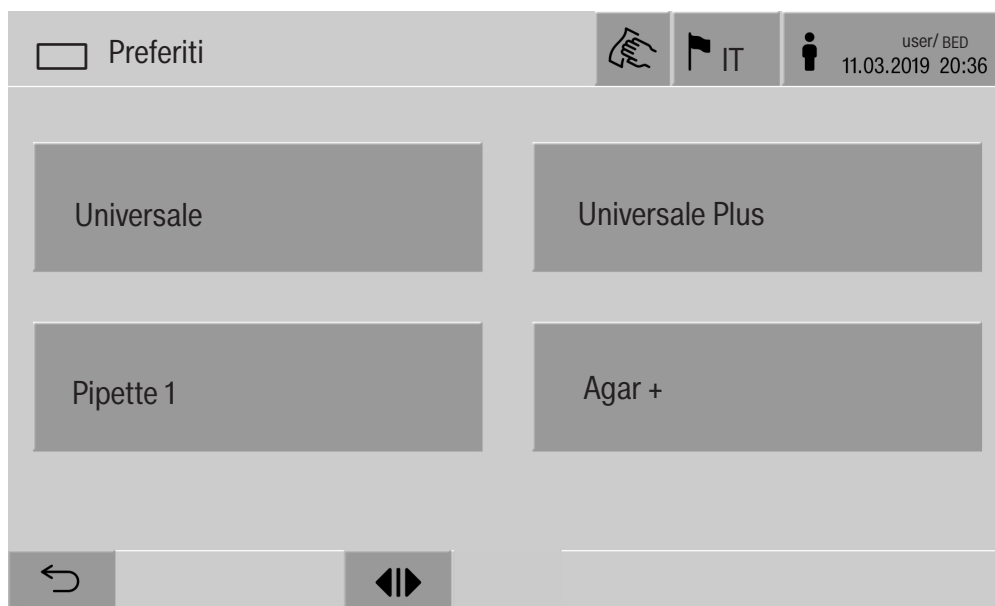 Preferiti
IT
user/ BED
11.03.2019 20:36
Universale
Universale Plus
Pipette 1
Agar +